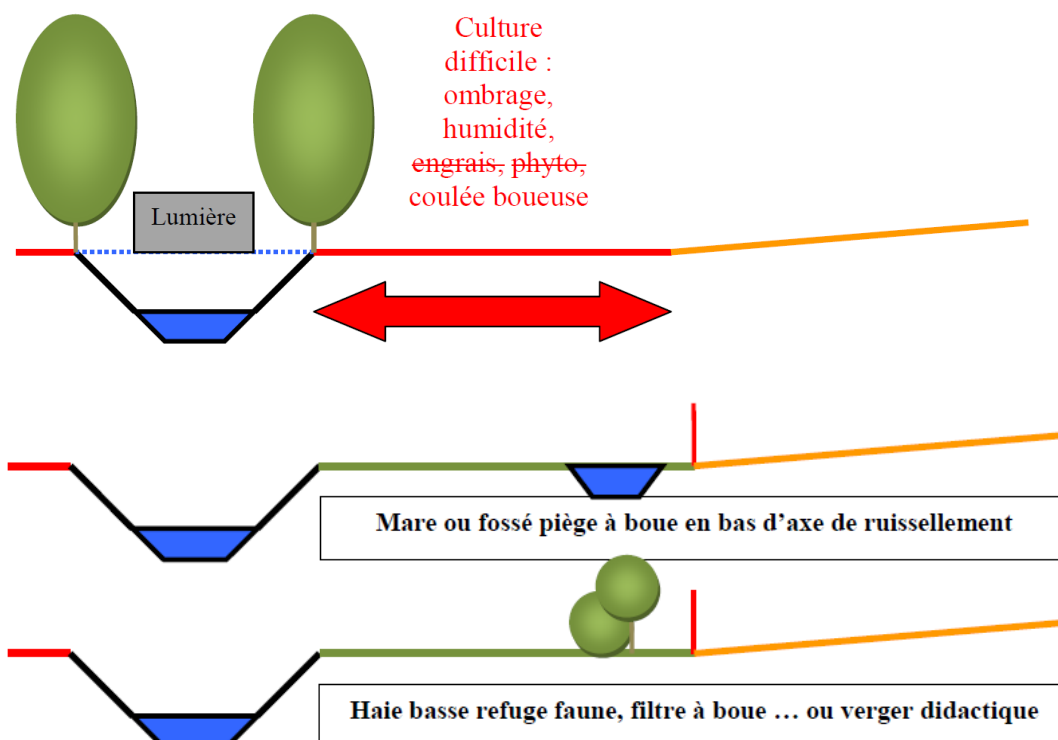 Culture
difficile :
ombrage,
humidité,
engrais, phyto,
coulée boueuse
Lumière
Mare ou fossé piège à boue en bas d’axe de ruissellement
Haie basse refuge faune, filtre à boue … ou verger didactique